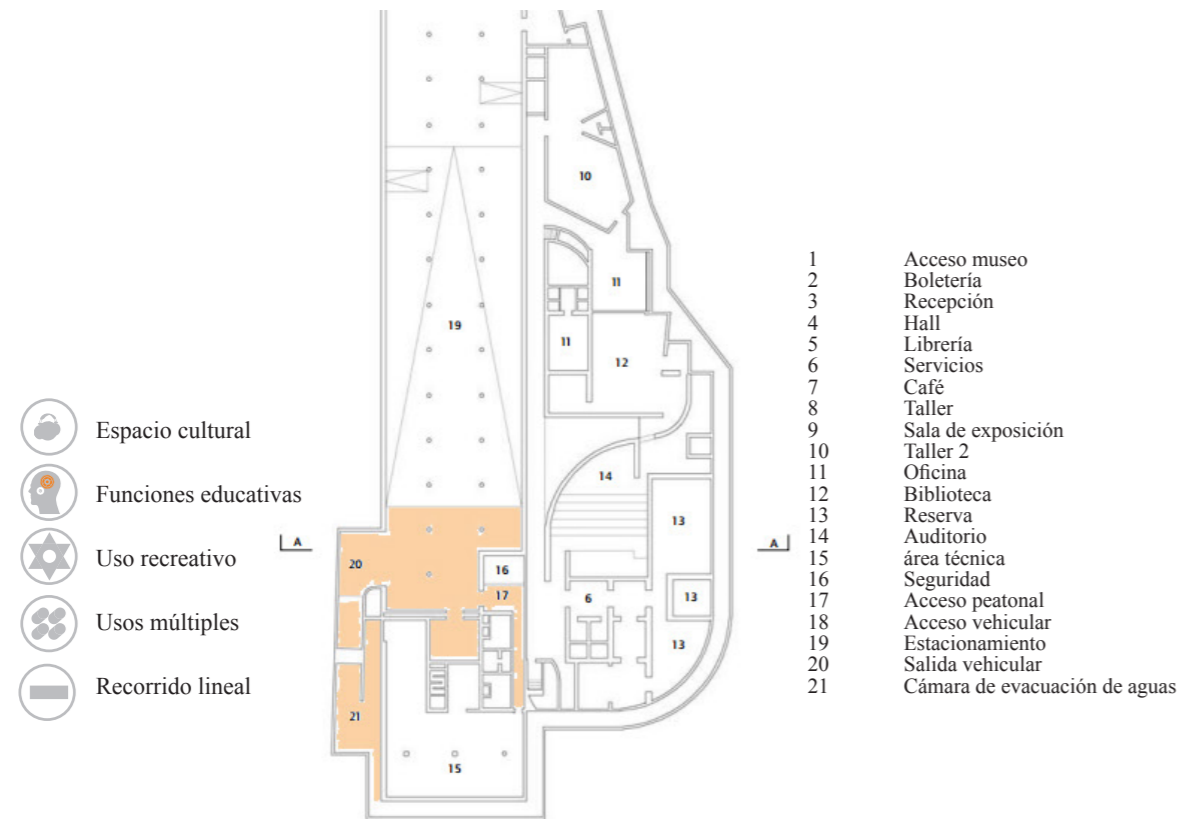 10
11
11
12
19
14
13
A
A
20
16
17
6
13
13
21
15
Espacio cultural
Funciones educativas
Uso recreativo
Usos múltiples
Recorrido lineal
1 Acceso museo
2 Boletería
3 Recepción
4 Hall
5 Librería
6 Servicios
7 Café
8 Taller
9 Sala de exposición
10 Taller 2
11 Oficina
12 Biblioteca
13 Reserva
14 Auditorio
15 área técnica
16 Seguridad
17 Acceso peatonal
18 Acceso vehicular
19 Estacionamiento
20 Salida vehicular
21 Cámara de evacuación de aguas